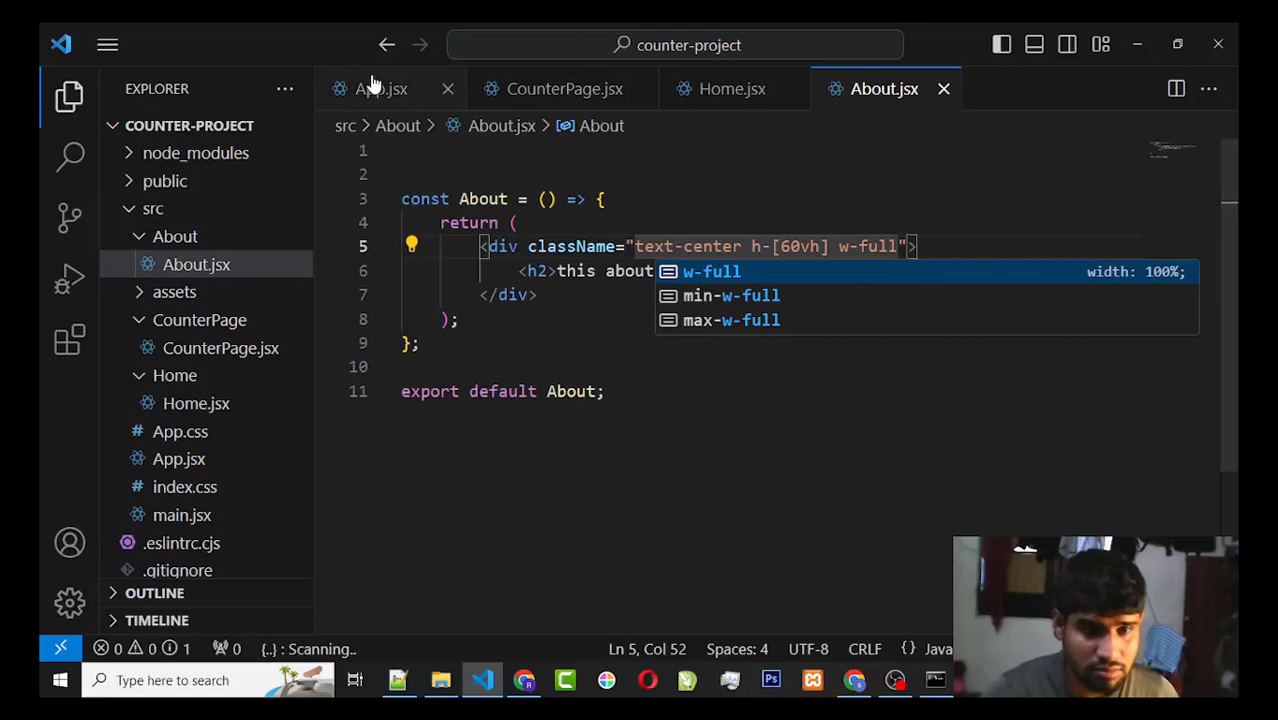 counter-project
EXPLORER
App.jsx
CounterPage.jsx
Home.jsx
About.jsx
COUNTER-PROJECT
src > About > About.jsx > About
node_modules
public
src
About
About.jsx
assets
CounterPage
CounterPage.jsx
Home
Home.jsx
App.css
App.jsx
index.css
main.jsx
.eslintrc.cjs
.gitignore
OUTLINE
TIMELINE
1
2
3 const About = () => {
4 return (
5 <div className="text-center h-[60vh] w-full">
6 <h2>this about
7 </div>
8 );
9 };
10
11 export default About;
w-full width: 100%;
min-w-full
max-w-full
0 0 1 0 {..} : Scanning.. Ln 5, Col 52 Spaces: 4 UTF-8 CRLF {} Java
Type here to search
Ps